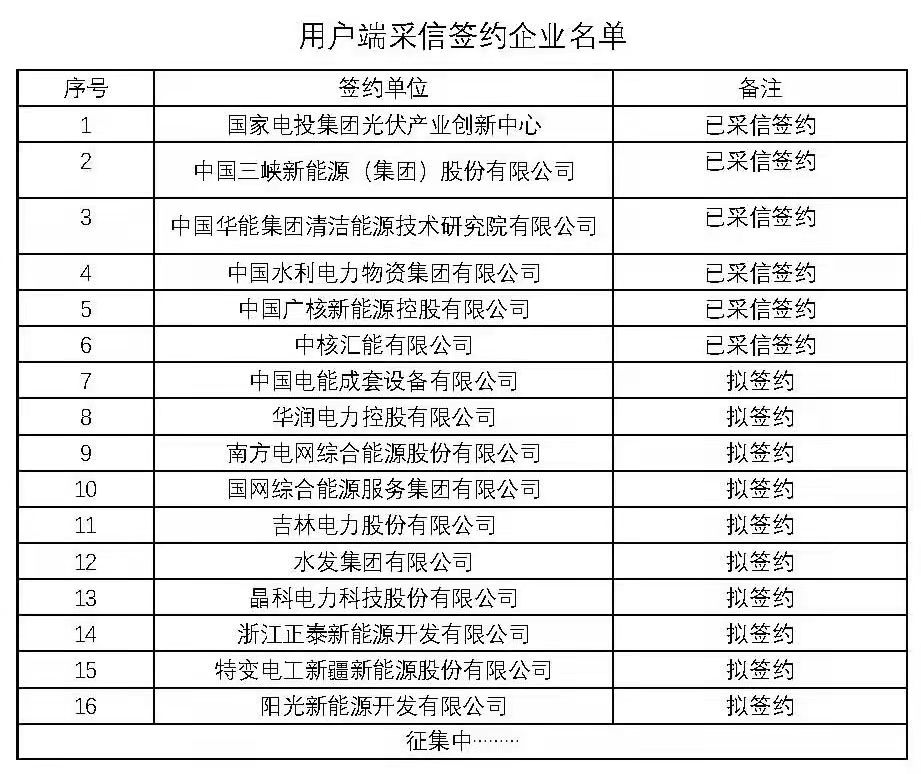 用户端采信签约企业名单
序号 签约单位 备注
1 国家电投集团光伏产业创新中心 已采信签约
2 中国三峡新能源（集团）股份有限公司 已采信签约
3 中国华能集团清洁能源技术研究院有限公司 已采信签约
4 中国水利电力物资集团有限公司 已采信签约
5 中国广核新能源控股有限公司 已采信签约
6 中核汇能有限公司 已采信签约
7 中国电能成套设备有限公司 拟签约
8 华润电力控股有限公司 拟签约
9 南方电网综合能源股份有限公司 拟签约
10 国网综合能源服务集团有限公司 拟签约
11 吉林电力股份有限公司 拟签约
12 水发集团有限公司 拟签约
13 晶科电力科技股份有限公司 拟签约
14 浙江正泰新能源开发有限公司 拟签约
15 特变电工新疆新能源股份有限公司 拟签约
16 阳光新能源开发有限公司 拟签约
征集中………